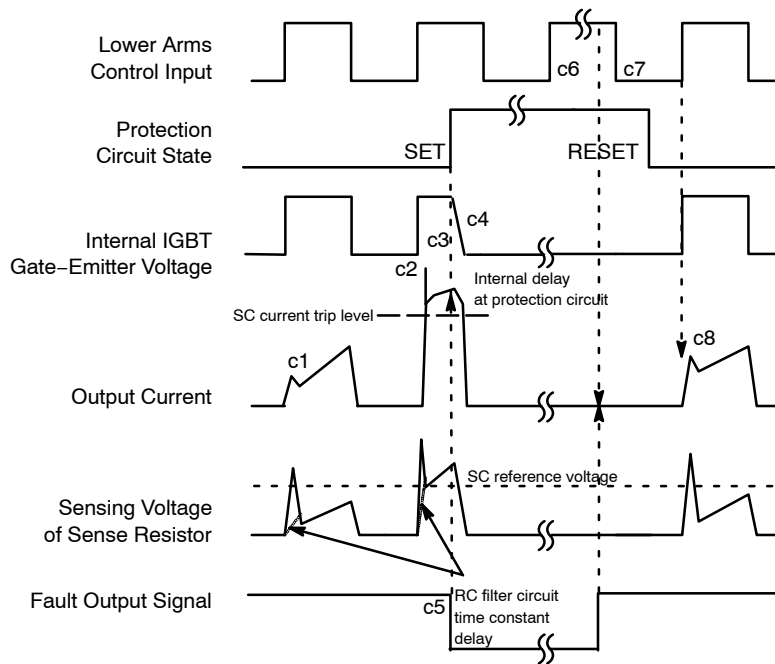 Lower Arms
Control Input
c6
c7
Protection
Circuit State
SET
RESET
Internal IGBT
Gate−Emitter Voltage
c3
c4
c2
Internal delay
at protection circuit
SC current trip level
c1
c8
Output Current
SC reference voltage
Sensing Voltage
of Sense Resistor
Fault Output Signal
c5
RC filter circuit
time constant
delay